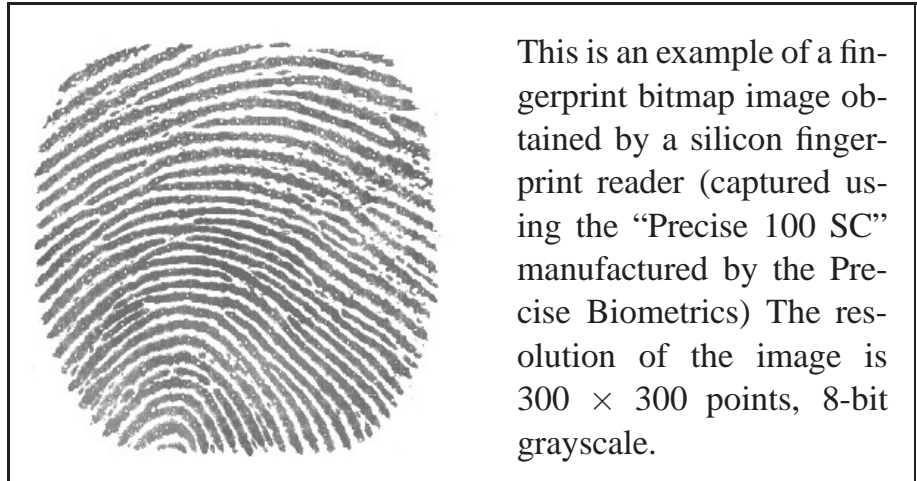 This is an example of a fin-
gerprint bitmap image ob-
tained by a silicon finger-
print reader (captured us-
ing the “Precise 100 SC”
manufactured by the Pre-
cise Biometrics) The res-
olution of the image is
300 × 300 points, 8-bit
grayscale.